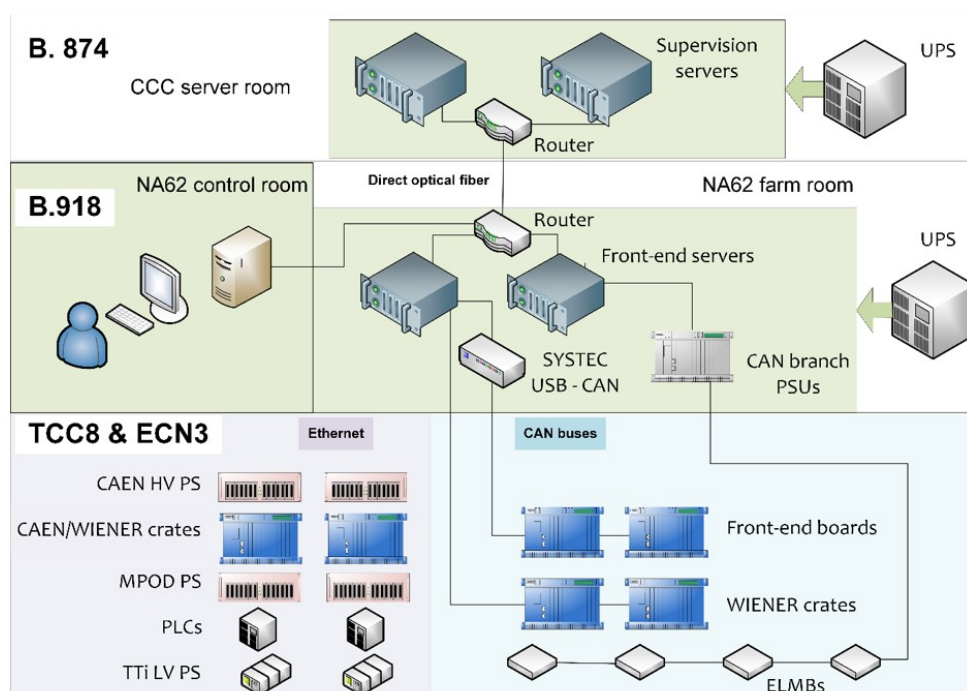 B. 874
CCC server room
Supervision
servers
UPS
Router
Direct optical fiber
NA62 control room
NA62 farm room
B.918
Router
Front-end servers
UPS
SYSTEC
USB - CAN
CAN branch
PSUs
TCC8 & ECN3
Ethernet
CAN buses
CAEN HV PS
CAEN/WIENER crates
Front-end boards
MPOD PS
WIENER crates
PLCs
TTi LV PS
ELMBs